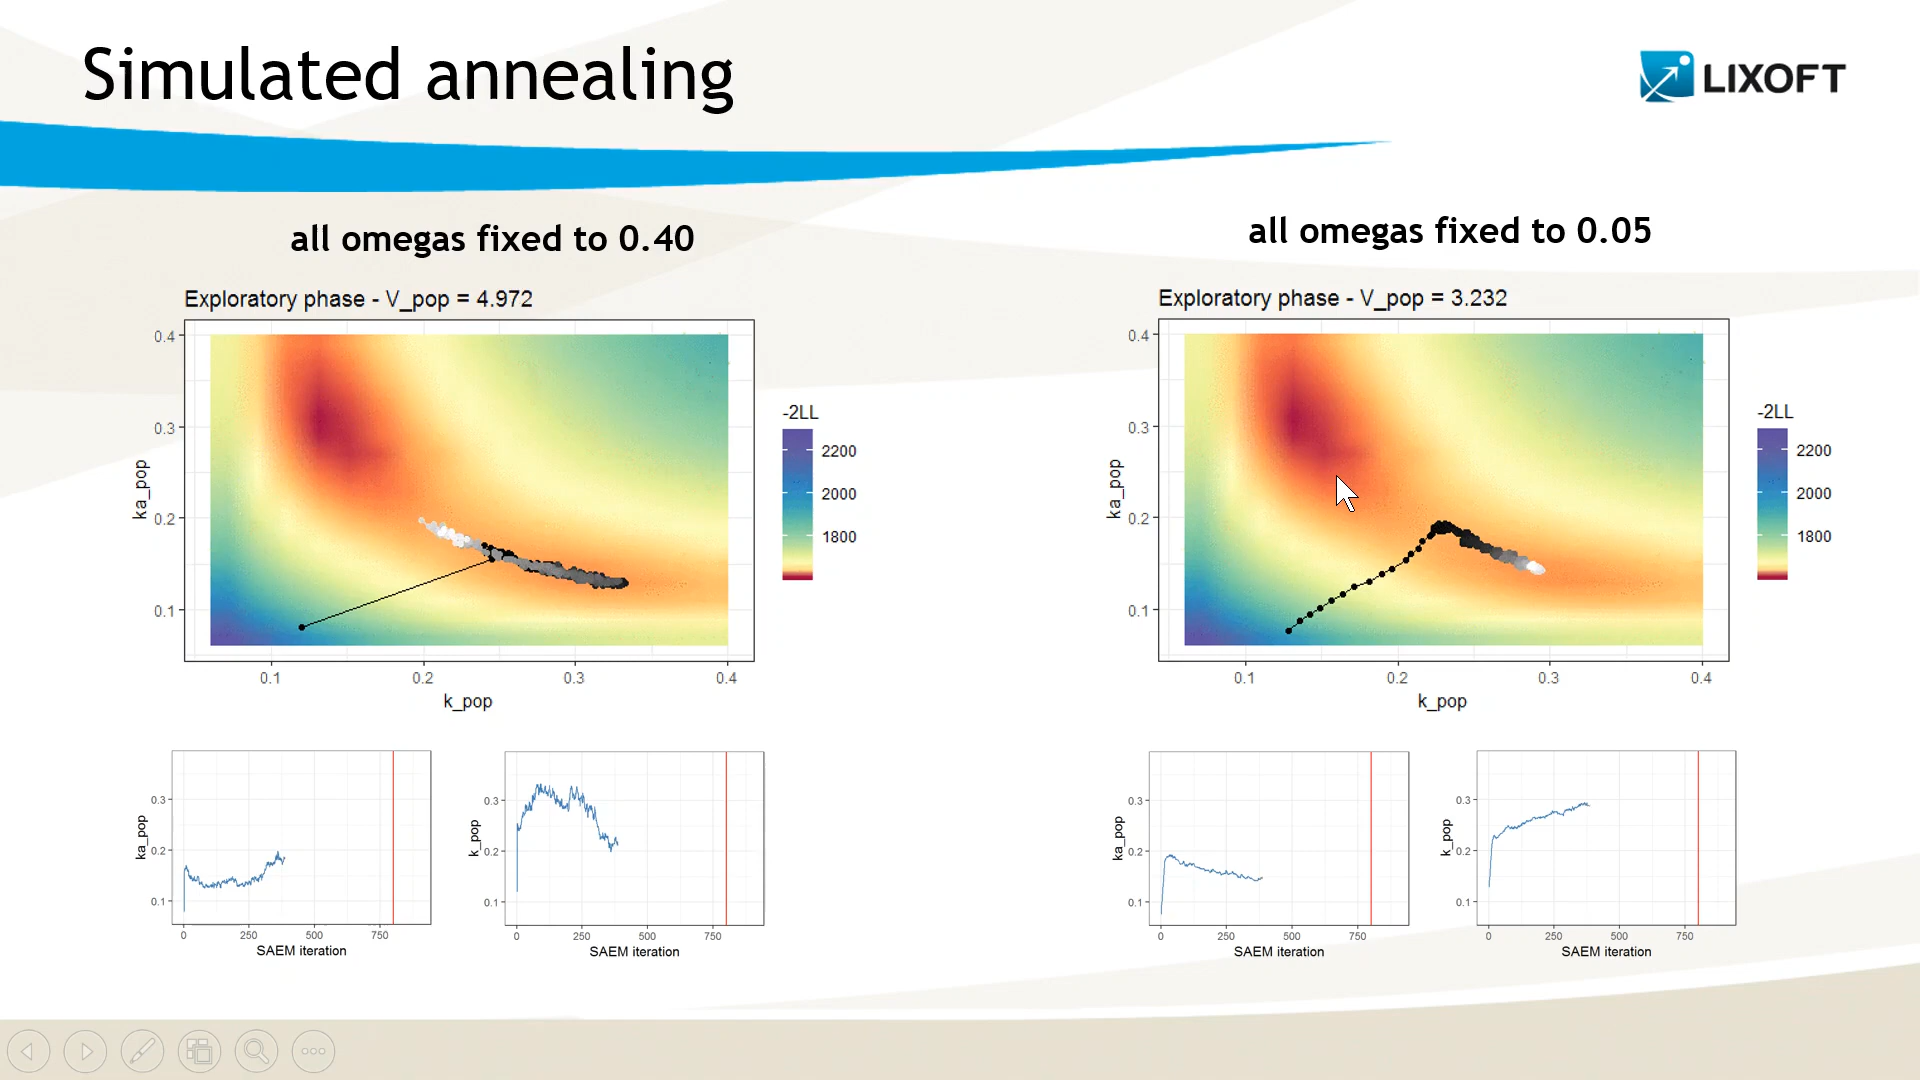 Simulated annealing
LIXOFT
all omegas fixed to 0.40
Exploratory phase - V_pop = 4.972
0.4
0.3
0.2
0.1
ka_pop
0.1 0.2 0.3 0.4
k_pop
-2LL
2200
2000
1800
all omegas fixed to 0.05
Exploratory phase - V_pop = 3.232
0.4
0.3
0.2
0.1
ka_pop
0.1 0.2 0.3 0.4
k_pop
-2LL
2200
2000
1800
0.3
0.2
0.1
ka_pop
0 250 500 750
SAEM iteration
0.3
0.2
0.1
k_pop
0 250 500 750
SAEM iteration
0.3
0.2
0.1
ka_pop
0 250 500 750
SAEM iteration
0.3
0.2
0.1
k_pop
0 250 500 750
SAEM iteration